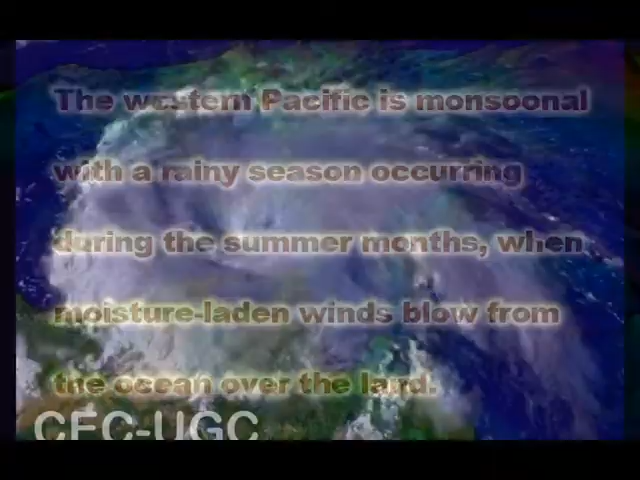 The western Pacific is monsoonal
with a rainy season occurring
during the summer months, when
moisture-laden winds blow from
the ocean over the land.
CEC-UGC